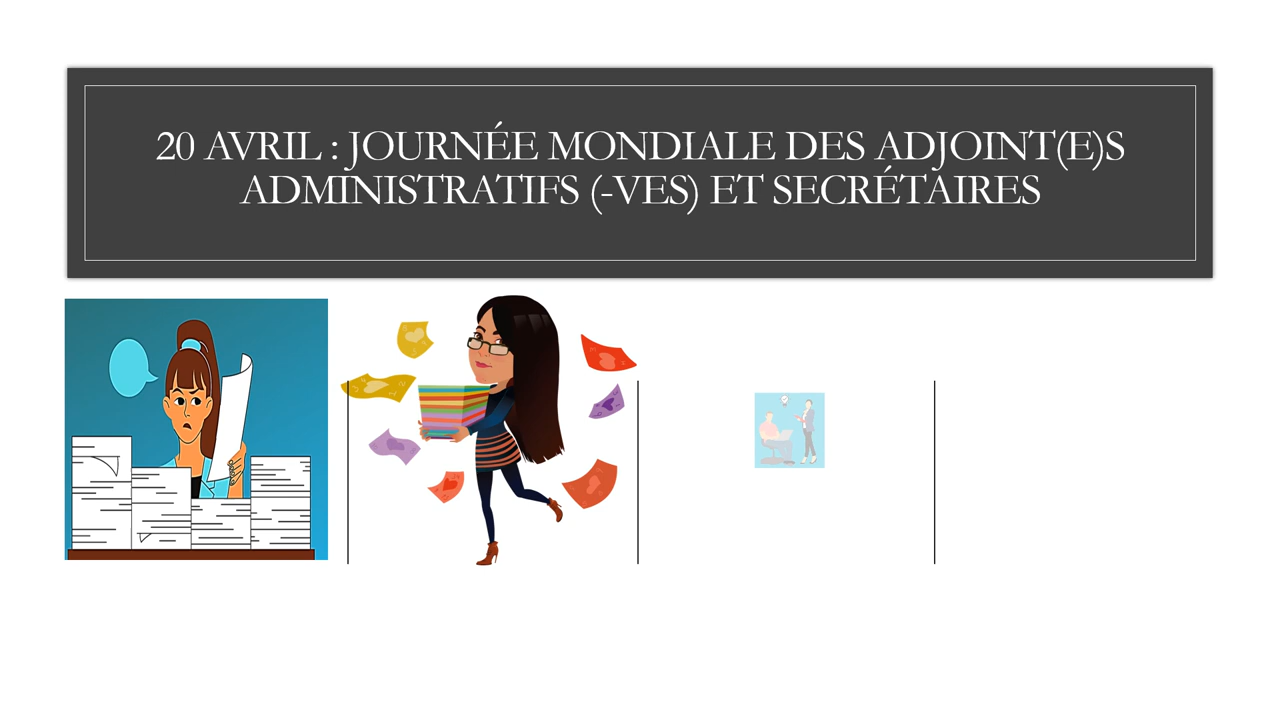 20 AVRIL : JOURNÉE MONDIALE DES ADJOINT(E)S
ADMINISTRATIFS (-VES) ET SECRÉTAIRES